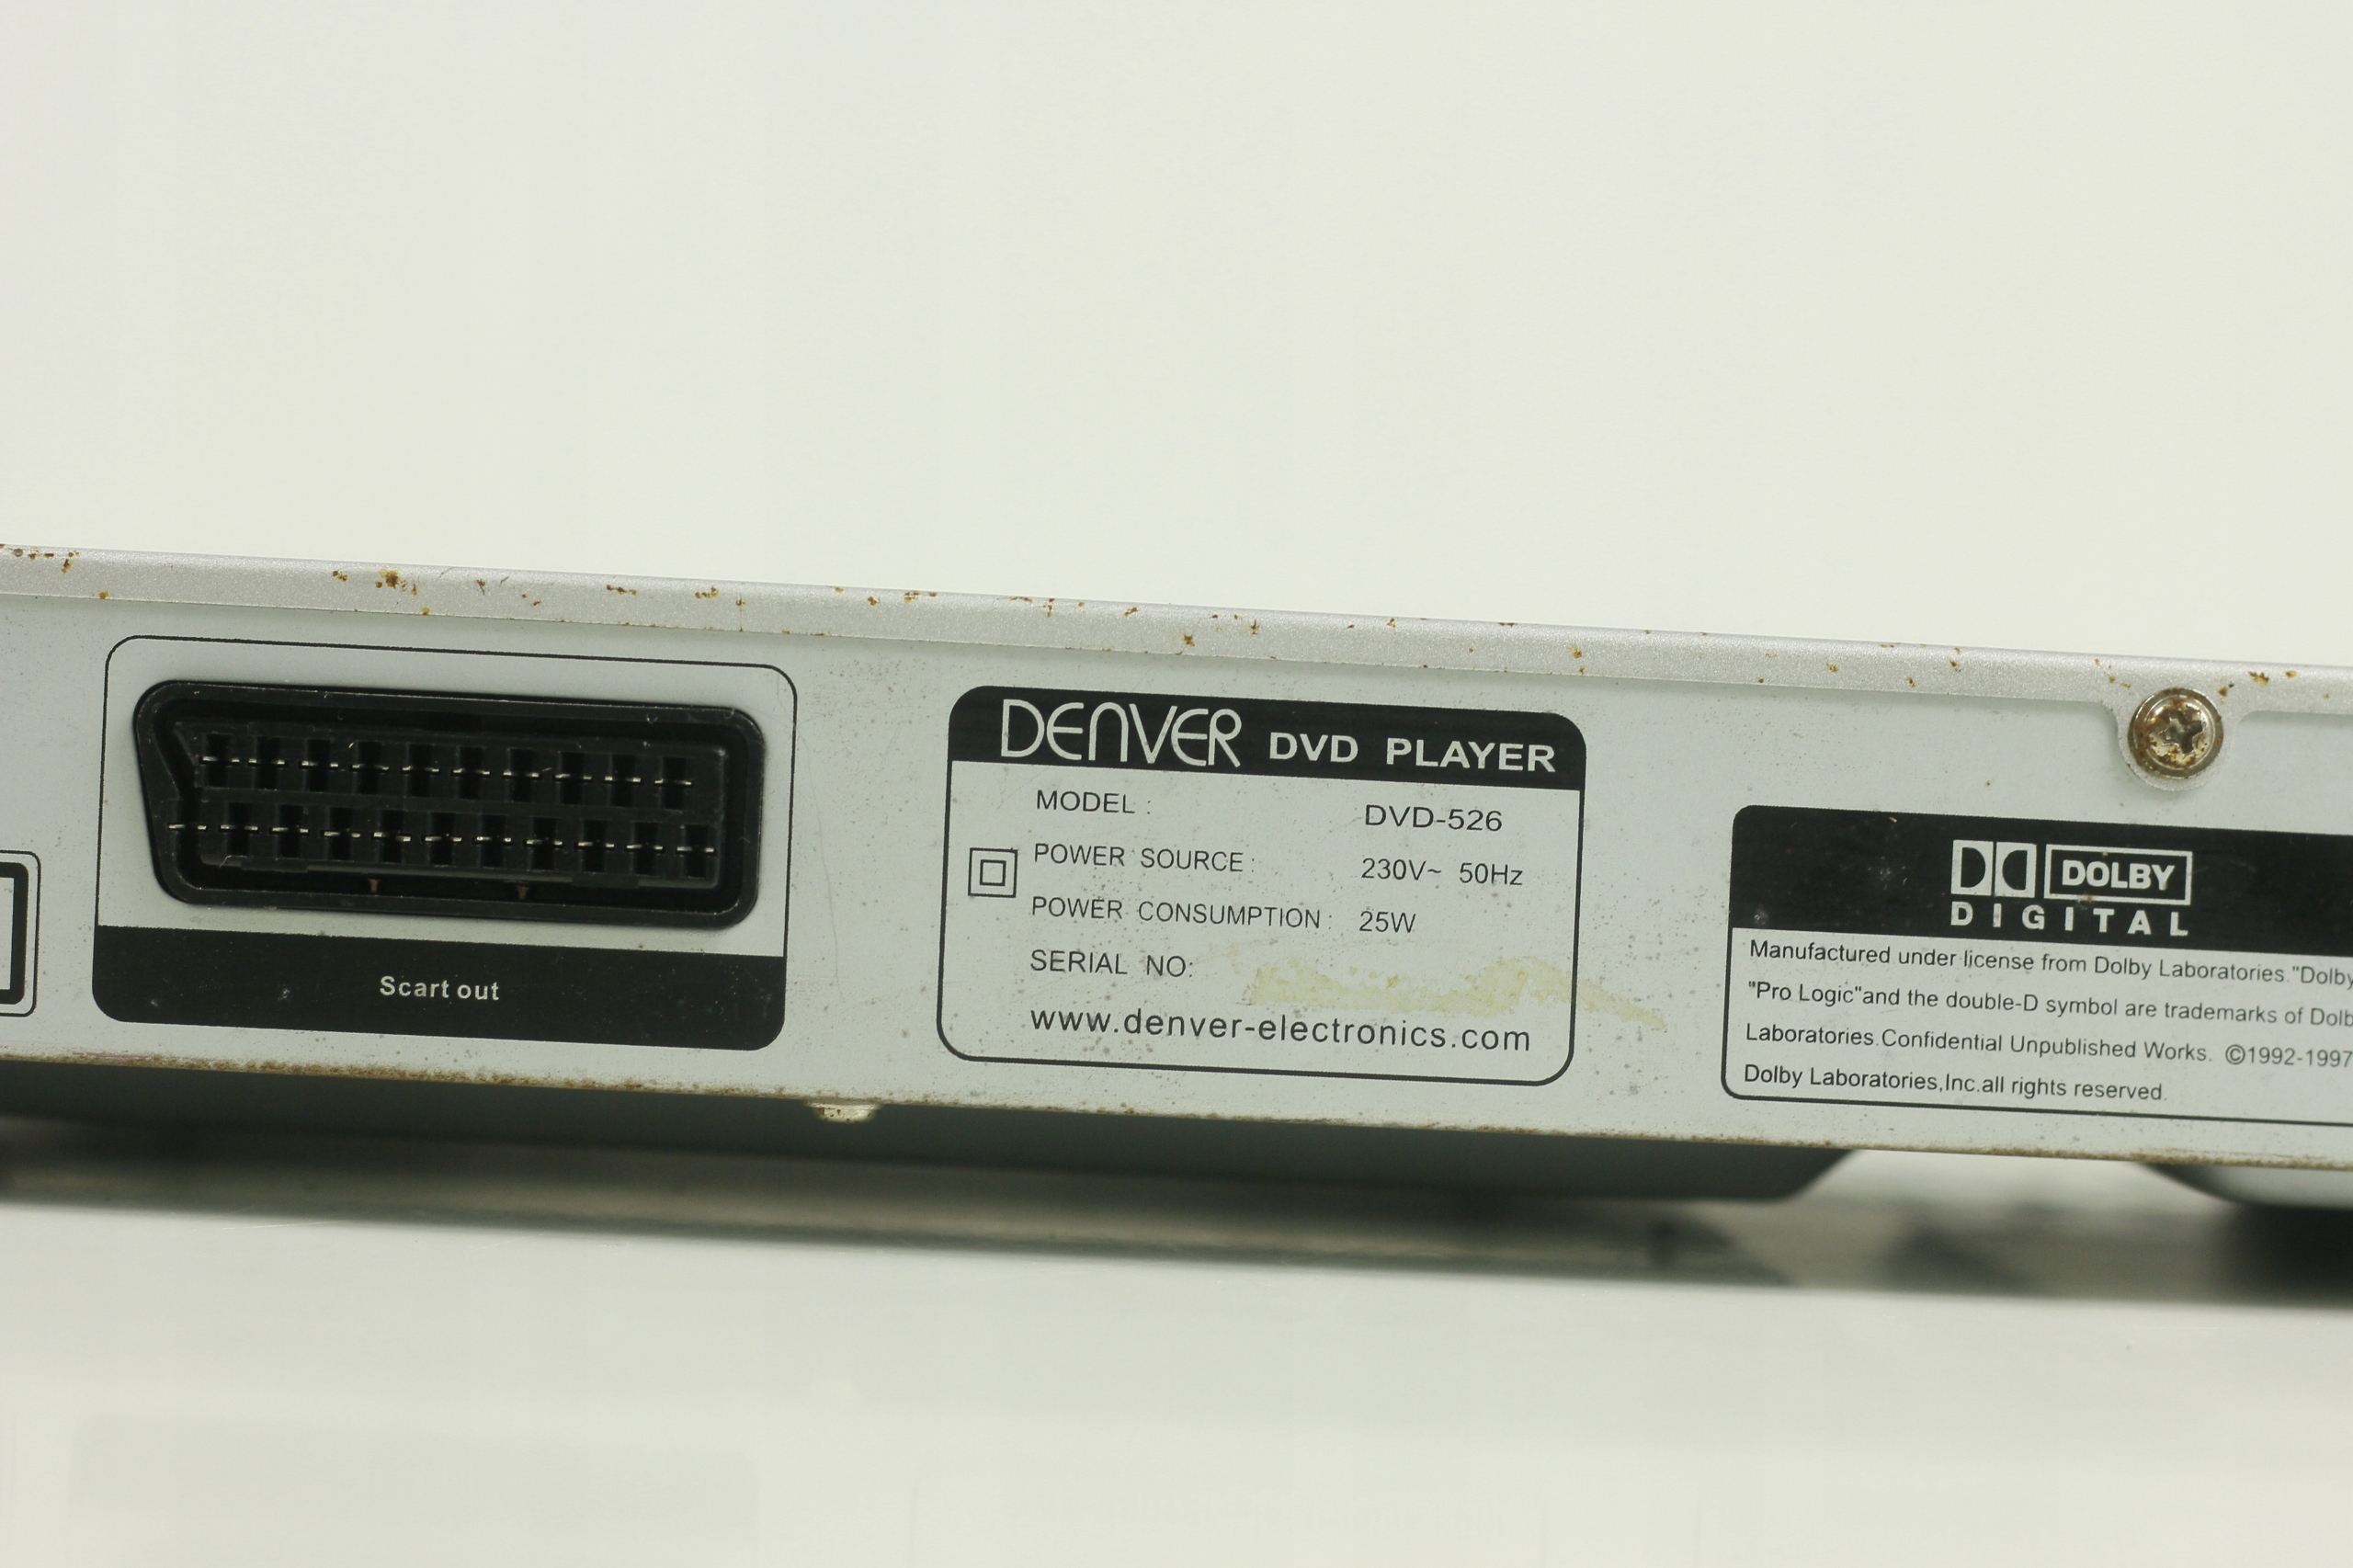 Scart out
DENVER DVD PLAYER
MODEL : DVD-526
POWER SOURCE : 230V~ 50Hz
POWER CONSUMPTION : 25W
SERIAL NO:
www.denver-electronics.com
DOLBY
DIGITAL
Manufactured under license from Dolby Laboratories."Dolby
"Pro Logic"and the double-D symbol are trademarks of Dolb
Laboratories.Confidential Unpublished Works. ©1992-1997
Dolby Laboratories,Inc.all rights reserved.